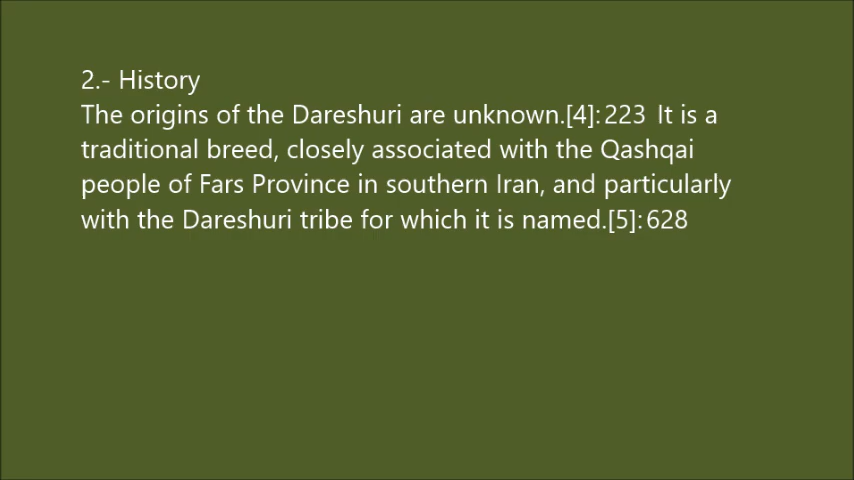 2.- History
The origins of the Dareshuri are unknown.[4]: 223  It is a
traditional breed, closely associated with the Qashqai
people of Fars Province in southern Iran, and particularly
with the Dareshuri tribe for which it is named.[5]: 628